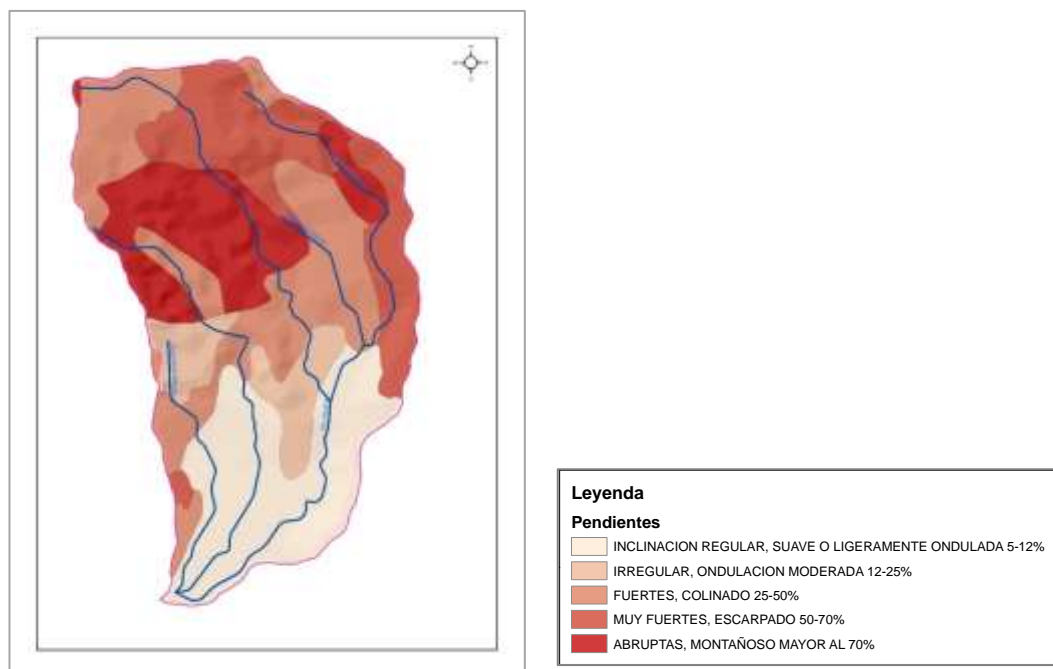 Leyenda
Pendientes
INCLINACION REGULAR, SUAVE O LIGERAMENTE ONDULADA 5-12%
IRREGULAR, ONDULACION MODERADA 12-25%
FUERTES, COLINADO 25-50%
MUY FUERTES, ESCARPADO 50-70%
ABRUPTAS, MONTAÑOSO MAYOR AL 70%